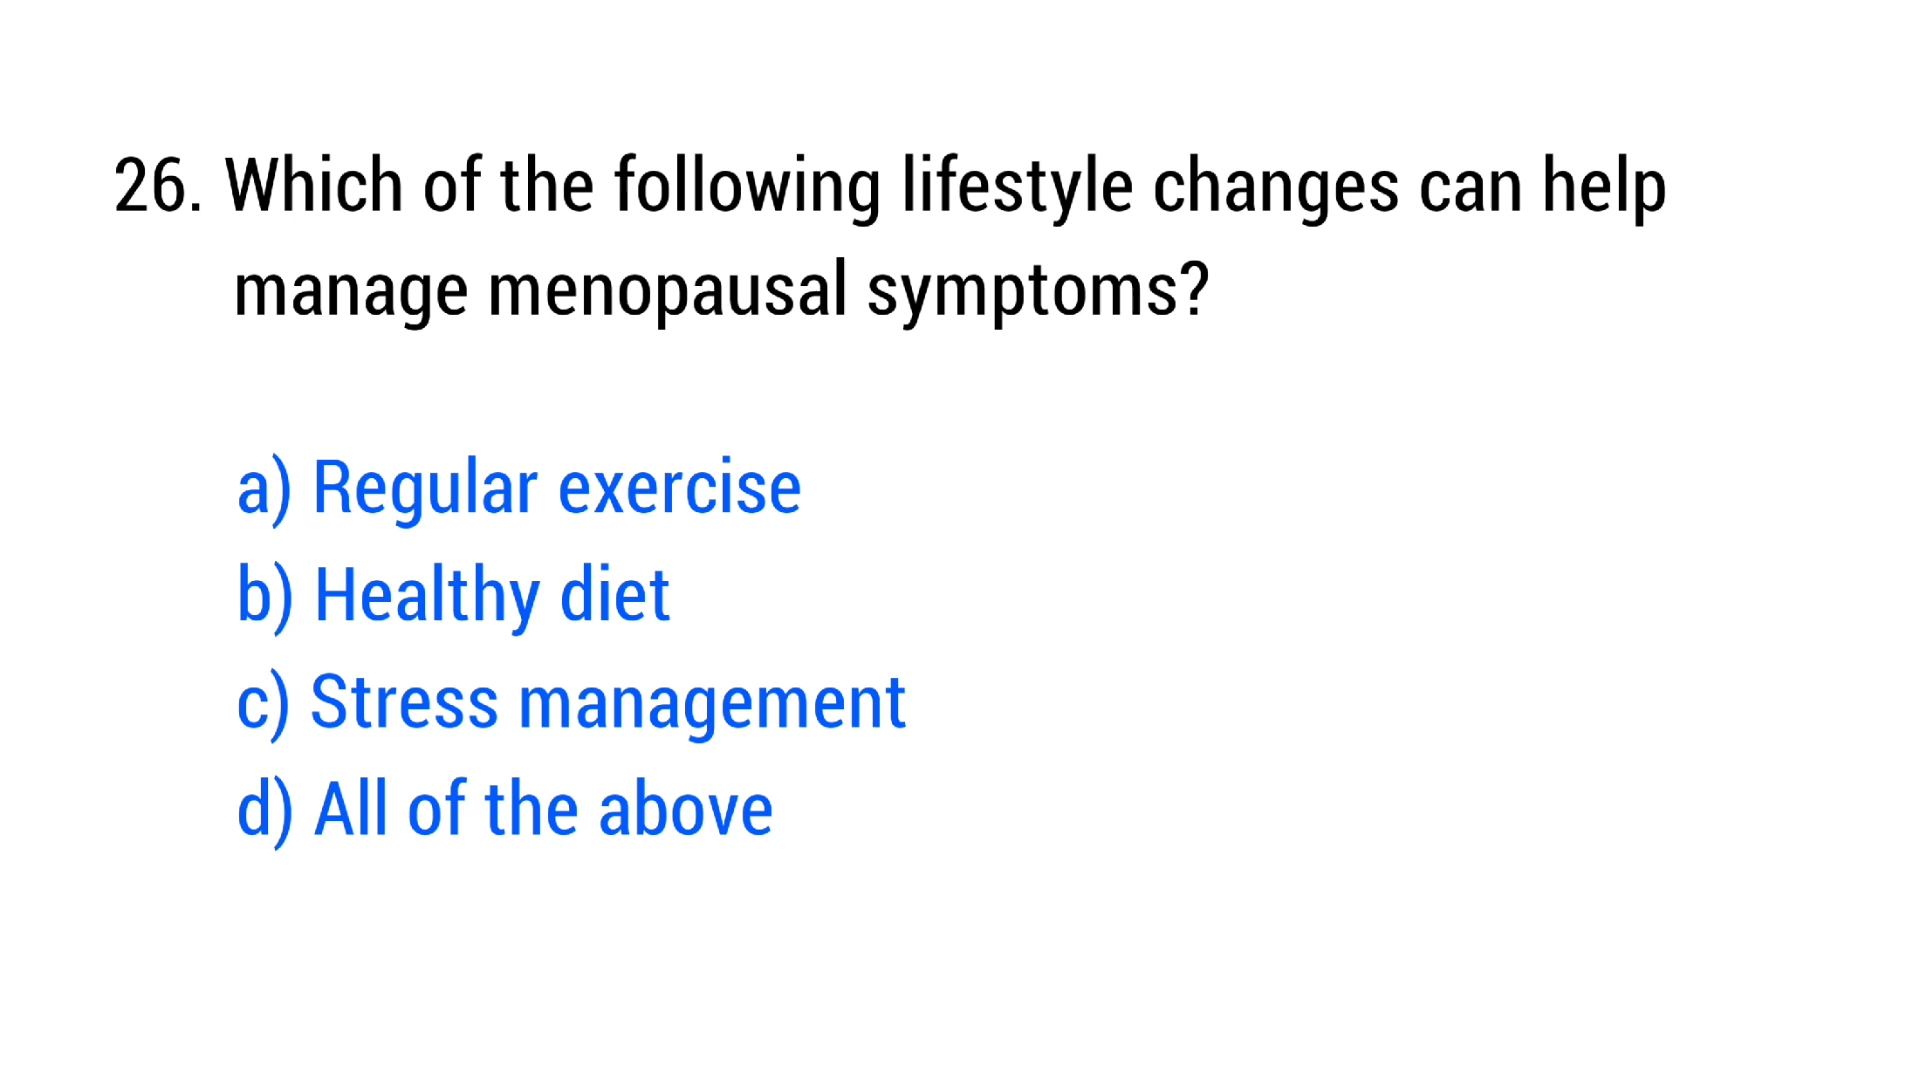 26. Which of the following lifestyle changes can help
manage menopausal symptoms?
a) Regular exercise
b) Healthy diet
c) Stress management
d) All of the above